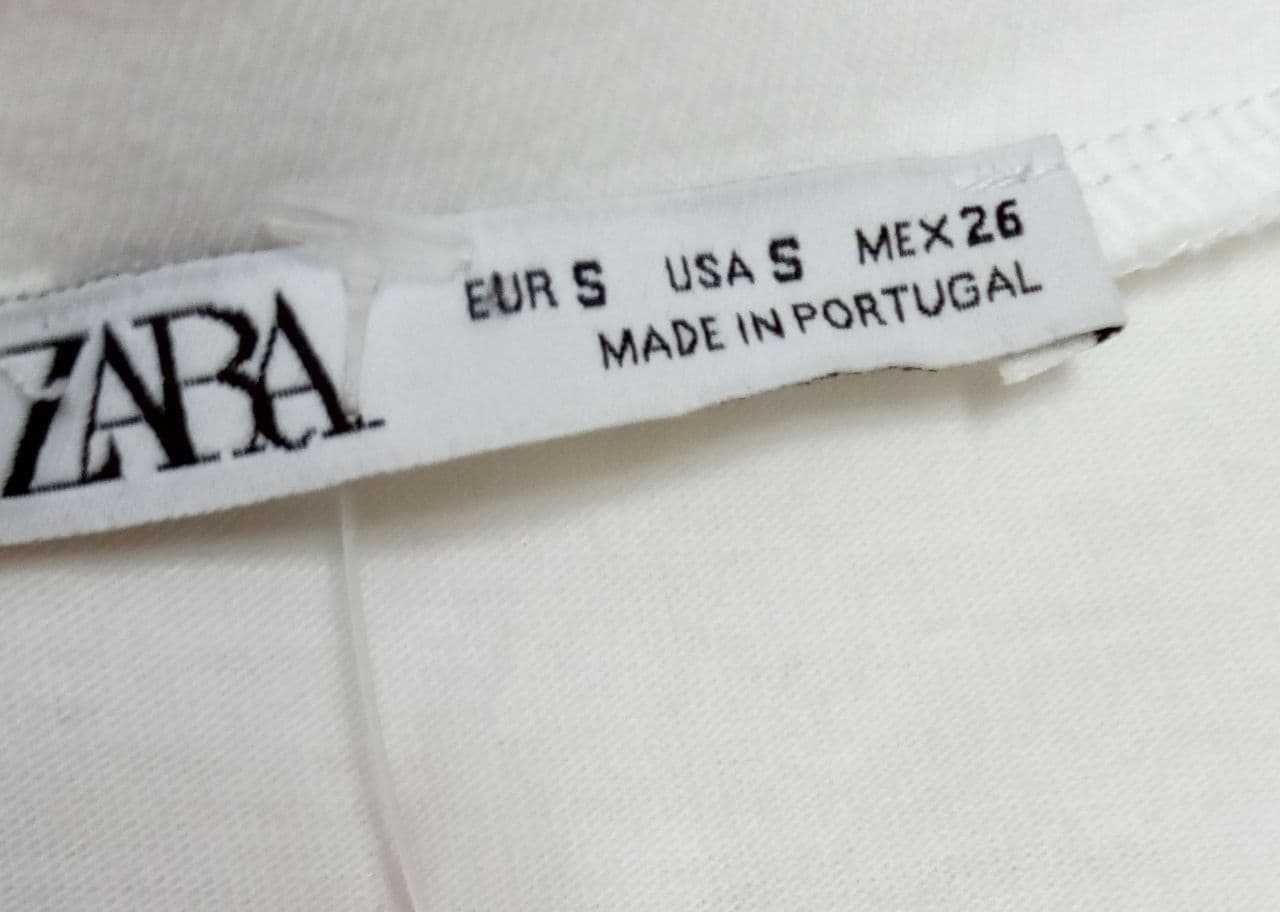 ZARA
EUR S USA S MEX 26
MADE IN PORTUGAL